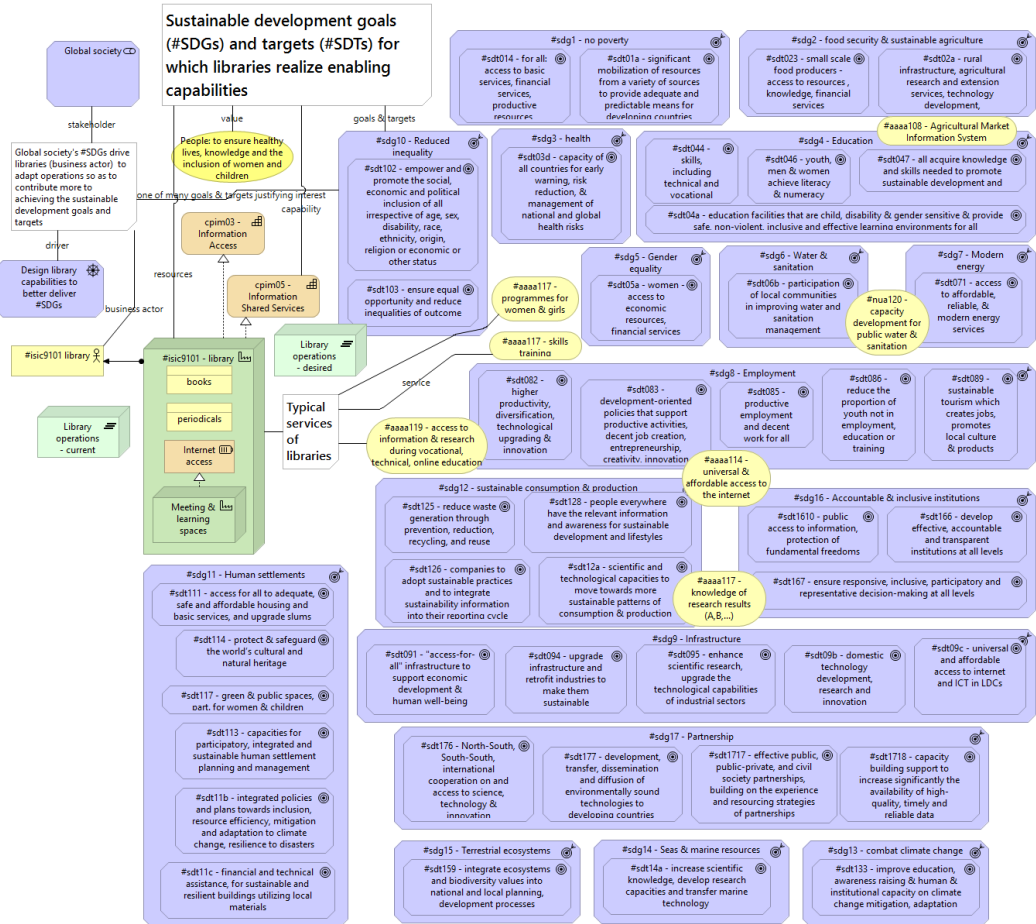 Sustainable development goals
(#SDGs) and targets (#SDTs) for
which libraries realize enabling
capabilities
Global society
stakeholder
value
goals & targets
Global society's #SDGs drive
libraries (business actor) to
adapt operations so as to
contribute more to
achieving the sustainable
development goals and
targets
People: to ensure healthy
lives, knowledge and the
inclusion of women and
children
one of many goals & targets justifying interest
capability
driver
resources
business actor
Design library
capabilities to
better deliver
#SDGs
cpim03 -
Information
Access
cpim05 -
Information
Shared Services
#isic9101 library
#isic9101 - library
books
periodicals
Internet
access
Meeting &
learning
spaces
Library
operations
- current
Library
operations
- desired
Typical
services
of
libraries
service
#aaaa117 -
programmes for
women & girls
#aaaa117 - skills
training
#aaa119 - access to
information & research
during vocational,
technical, online education
#sdg1 - no poverty
#sdt014 - for all:
access to basic
services, financial
services,
productive
resources
#sdt01a - significant
mobilization of resources
from a variety of sources
to provide adequate and
predictable means for
developing countries
#sdg2 - food security & sustainable agriculture
#sdt023 - small scale
food producers -
access to resources ,
knowledge, financial
services
#sdt02a - rural
infrastructure, agricultural
research and extension
services, technology
development,
#aaaa108 - Agricultural Market
Information System
#sdg10 - Reduced
inequality
#sdt102 - empower and
promote the social,
economic and political
inclusion of all
irrespective of age, sex,
disability, race,
ethnicity, origin,
religion or economic or
other status
#sdt103 - ensure equal
opportunity and reduce
inequalities of outcome
#sdg3 - health
#sdt03d - capacity of
all countries for early
warning, risk
reduction, &
management of
national and global
health risks
#sdg4 - Education
#sdt044 -
skills,
including
technical and
vocational
#sdt046 - youth,
men & women
achieve literacy
& numeracy
#sdt047 - all acquire knowledge
and skills needed to promote
sustainable development and
#sdt04a - education facilities that are child, disability & gender sensitive & provide
safe, non-violent, inclusive and effective learning environments for all
#sdg5 - Gender
equality
#sdt05a - women -
access to
economic
resources,
financial services
#sdg6 - Water &
sanitation
#sdt06b - participation
of local communities
in improving water and
sanitation
management
#nua120 -
capacity
development for
public water &
sanitation
#sdg7 - Modern
energy
#sdt071 - access
to affordable,
reliable, &
modern energy
services
#sdg8 - Employment
#sdt082 -
higher
productivity,
diversification,
technological
upgrading &
innovation
#sdt083 -
development-oriented
policies that support
productive activities,
decent job creation,
entrepreneurship,
creativity, innovation
#sdt085 -
productive
employment
and decent
work for all
#sdt086 -
reduce the
proportion of
youth not in
employment,
education or
training
#sdt089 -
sustainable
tourism which
creates jobs,
promotes
local culture
& products
#aaa114 -
universal &
affordable access to
the internet
#sdg12 - sustainable consumption & production
#sdt125 - reduce waste
generation through
prevention, reduction,
recycling, and reuse
#sdt128 - people everywhere
have the relevant information
and awareness for sustainable
development and lifestyles
#sdt126 - companies to
adopt sustainable practices
and to integrate
sustainability information
into their reporting cycle
#sdt12a - scientific and
technological capacities to
move towards more
sustainable patterns of
consumption & production
#aaaa117 -
knowledge of
research results
(A,B,...)
#sdg16 - Accountable & inclusive institutions
#sdt1610 - public
access to information,
protection of
fundamental freedoms
#sdt166 - develop
effective, accountable
and transparent
institutions at all levels
#sdt167 - ensure responsive, inclusive, participatory and
representative decision-making at all levels
#sdg11 - Human settlements
#sdt111 - access for all to adequate,
safe and affordable housing and
basic services, and upgrade slums
#sdt114 - protect & safeguard
the world's cultural and
natural heritage
#sdt117 - green & public spaces,
part. for women & children
#sdt113 - capacities for
participatory, integrated and
sustainable human settlement
planning and management
#sdt11b - integrated policies
and plans towards inclusion,
resource efficiency, mitigation
and adaptation to climate
change, resilience to disasters
#sdt11c - financial and technical
assistance, for sustainable and
resilient buildings utilizing local
materials
#sdg9 - Infrastructure
#sdt091 - "access-for-
all" infrastructure to
support economic
development &
human well-being
#sdt094 - upgrade
infrastructure and
retrofit industries to
make them
sustainable
#sdt095 - enhance
scientific research,
upgrade the
technological capabilities
of industrial sectors
#sdt09b - domestic
technology
development,
research and
innovation
#sdt09c - universal
and affordable
access to internet
and ICT in LDCs
#sdg17 - Partnership
#sdt176 - North-South,
South-South,
international
cooperation on and
access to science,
technology &
innovation
#sdt177 - development,
transfer, dissemination
and diffusion of
environmentally sound
technologies to
developing countries
#sdt1717 - effective public,
public-private, and civil
society partnerships,
building on the experience
and resourcing strategies
of partnerships
#sdt1718 - capacity
building support to
increase significantly the
availability of high-
quality, timely and
reliable data
#sdg15 - Terrestrial ecosystems
#sdt159 - integrate ecosystems
and biodiversity values into
national and local planning,
development processes
#sdg14 - Seas & marine resources
#sdt14a - increase scientific
knowledge, develop research
capacities and transfer marine
technology
#sdg13 - combat climate change
#sdt133 - improve education,
awareness raising & human &
institutional capacity on climate
change mitigation, adaptation